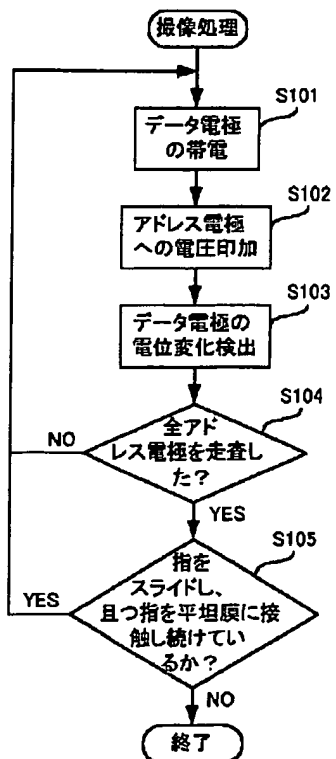 撮像処理
S101
データ電極
の帯電
S102
アドレス電極
への電圧印加
S103
データ電極の
電位変化検出
S104
全アド
レス電極を走査し
た？
NO
YES
S105
指を
スライドし、
且つ指を平坦膜に接
触し続けてい
るか？
YES
NO
終了